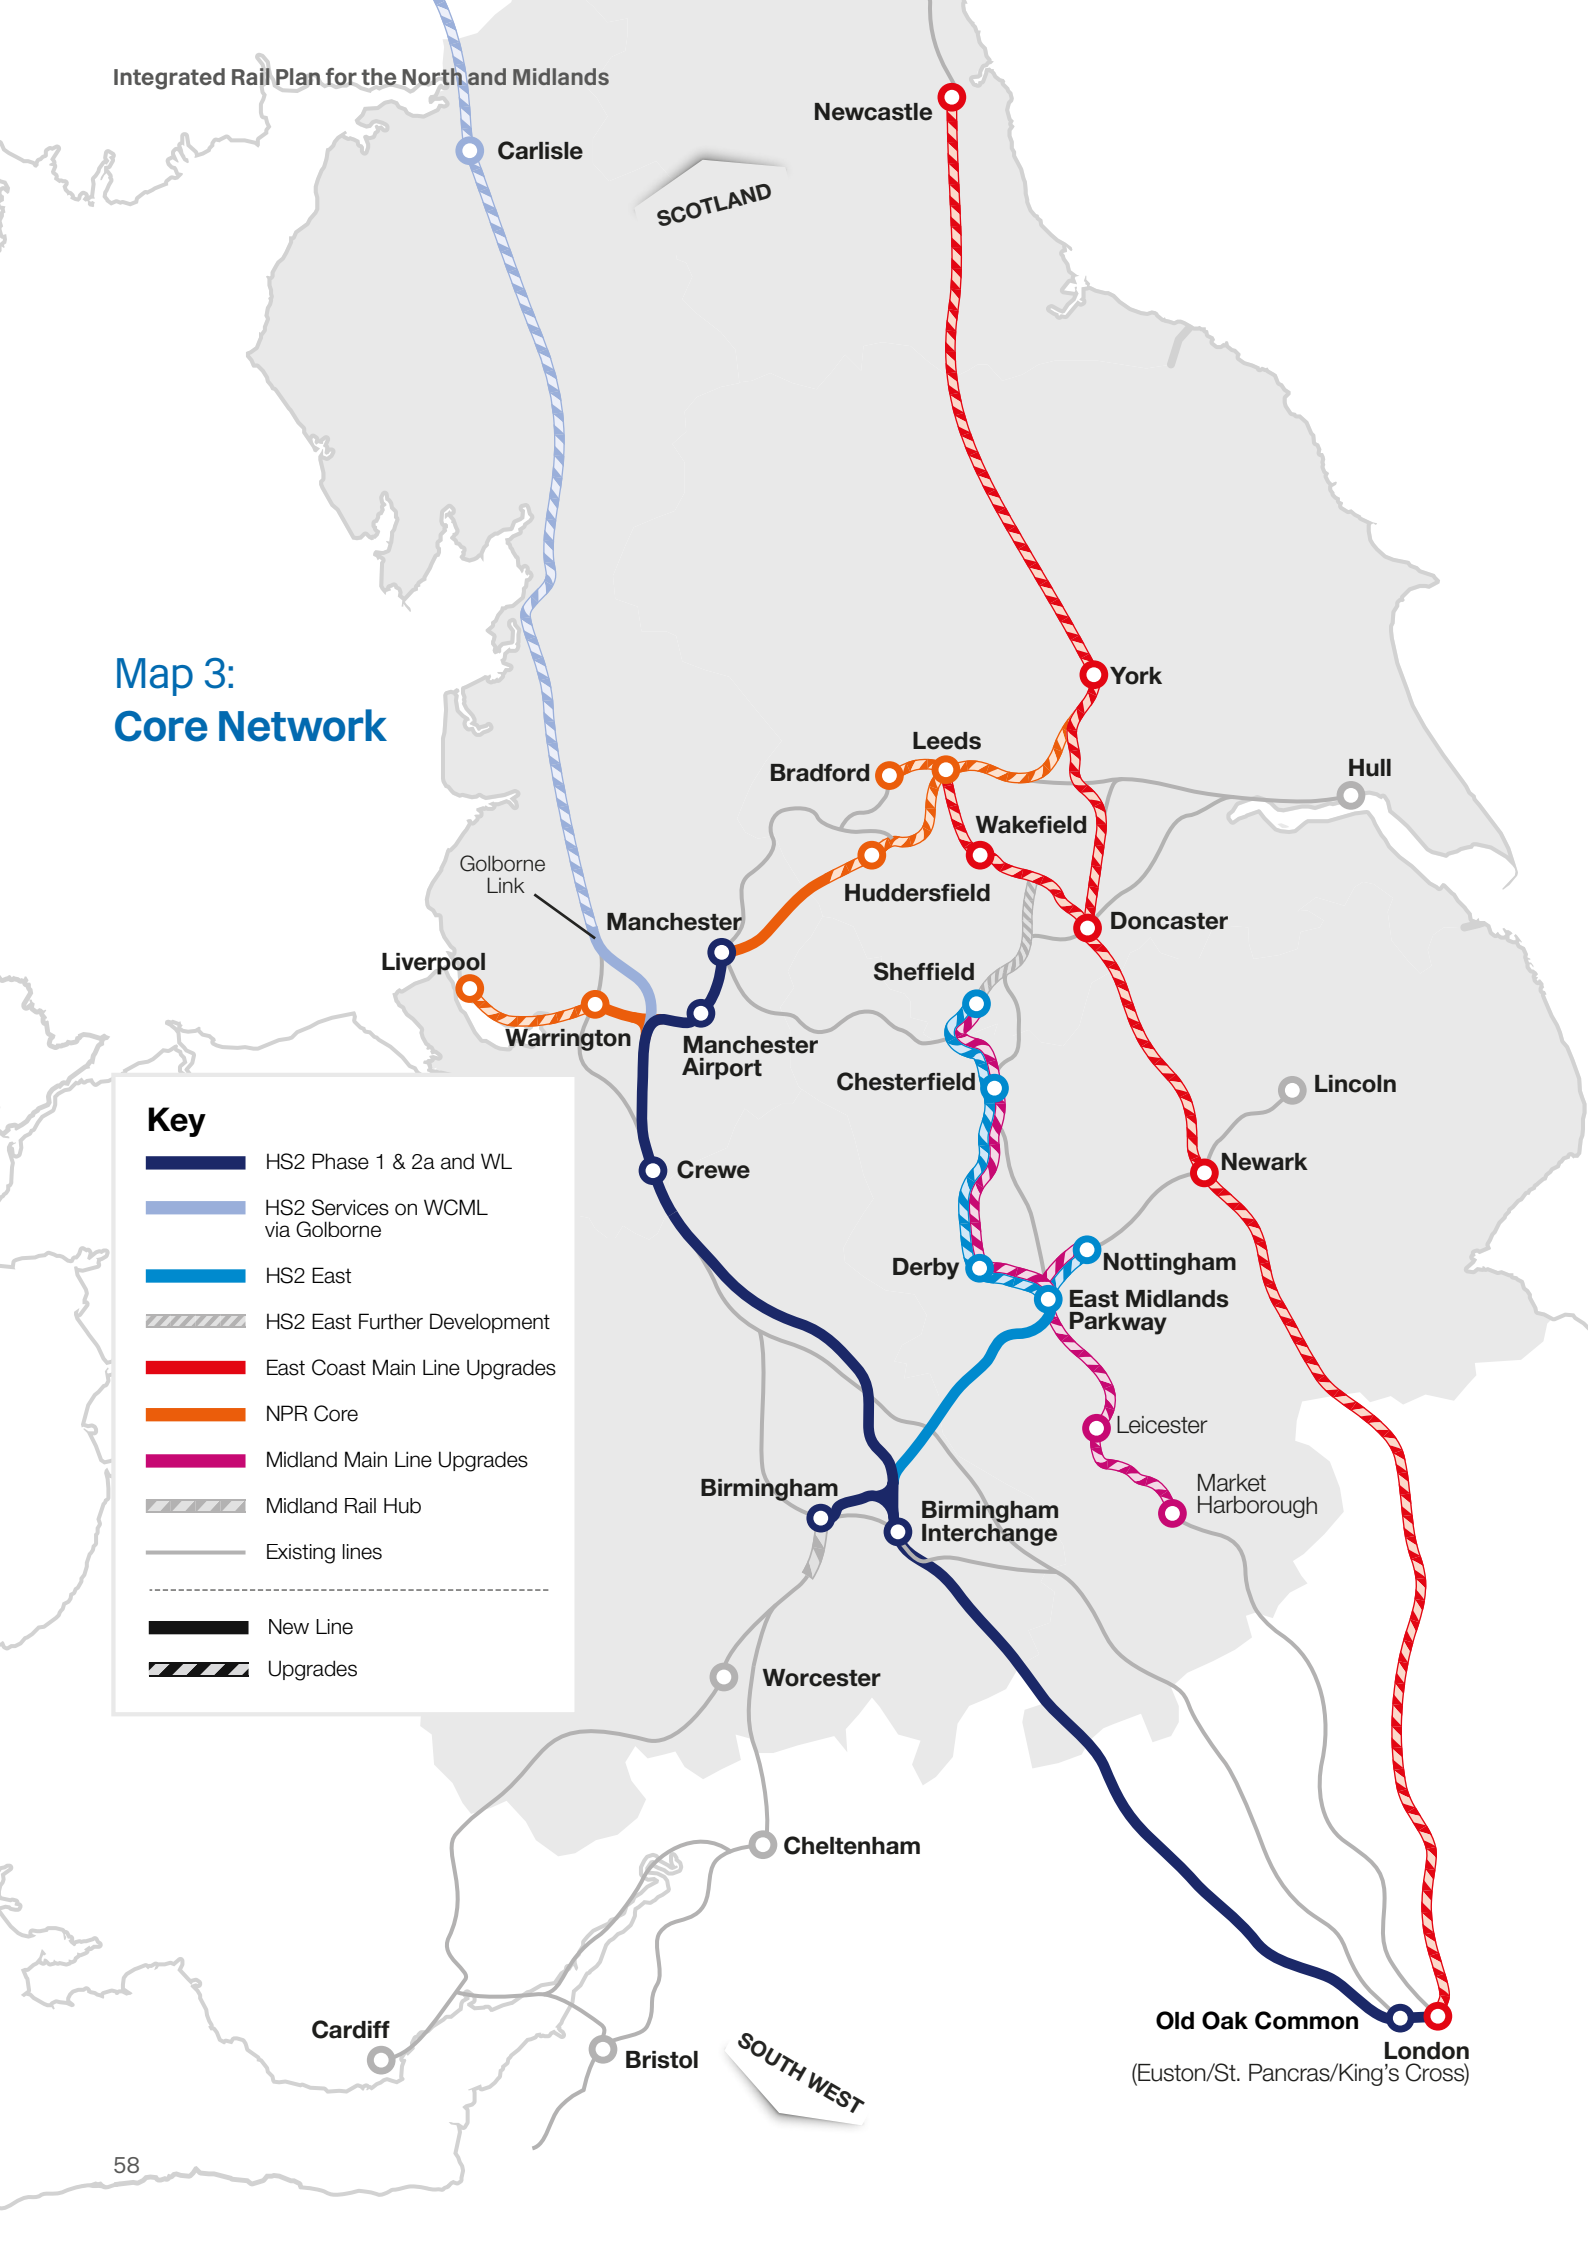 Integrated Rail Plan for the North and Midlands
Newcastle
Carlisle
SCOTLAND
Map 3:
Core Network
York
Leeds
Bradford
Hull
Wakefield
Golborne
Link
Huddersfield
Manchester
Doncaster
Liverpool
Sheffield
Warrington
Manchester
Airport
Chesterfield
Lincoln
Crewe
Newark
Derby
Nottingham
East Midlands
Parkway
Leicester
Market
Harborough
Birmingham
Birmingham
Interchange
Key
HS2 Phase 1 & 2a and WL
HS2 Services on WCML
via Golborne
HS2 East
HS2 East Further Development
East Coast Main Line Upgrades
NPR Core
Midland Main Line Upgrades
Midland Rail Hub
Existing lines
New Line
Upgrades
Worcester
Cheltenham
Cardiff
Bristol
SOUTH WEST
Old Oak Common
London
(Euston/St. Pancras/King's Cross)
58